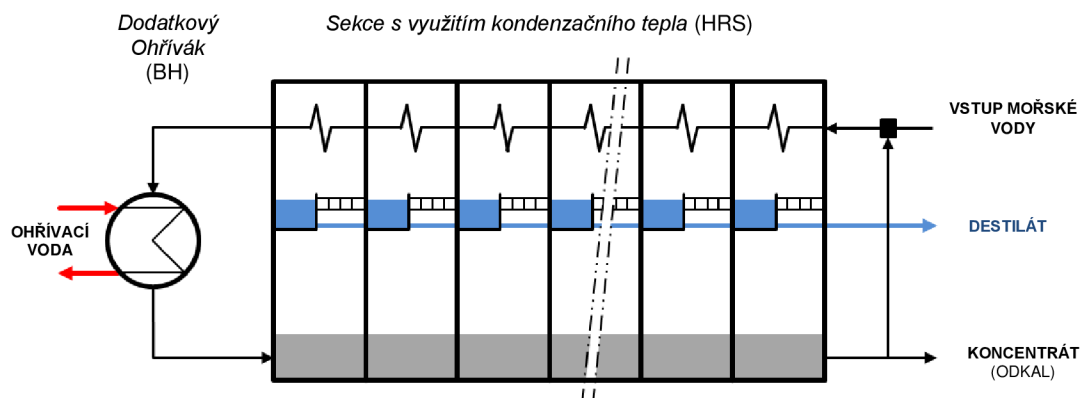 Dodatkový
Ohřívák
(BH)
Sekce s využitím kondenzačního tepla (HRS)
VSTUP MOŘSKÉ
VODY
OHŘÍVACÍ
VODA
DESTILÁT
KONCENTRÁT
(ODKAL)